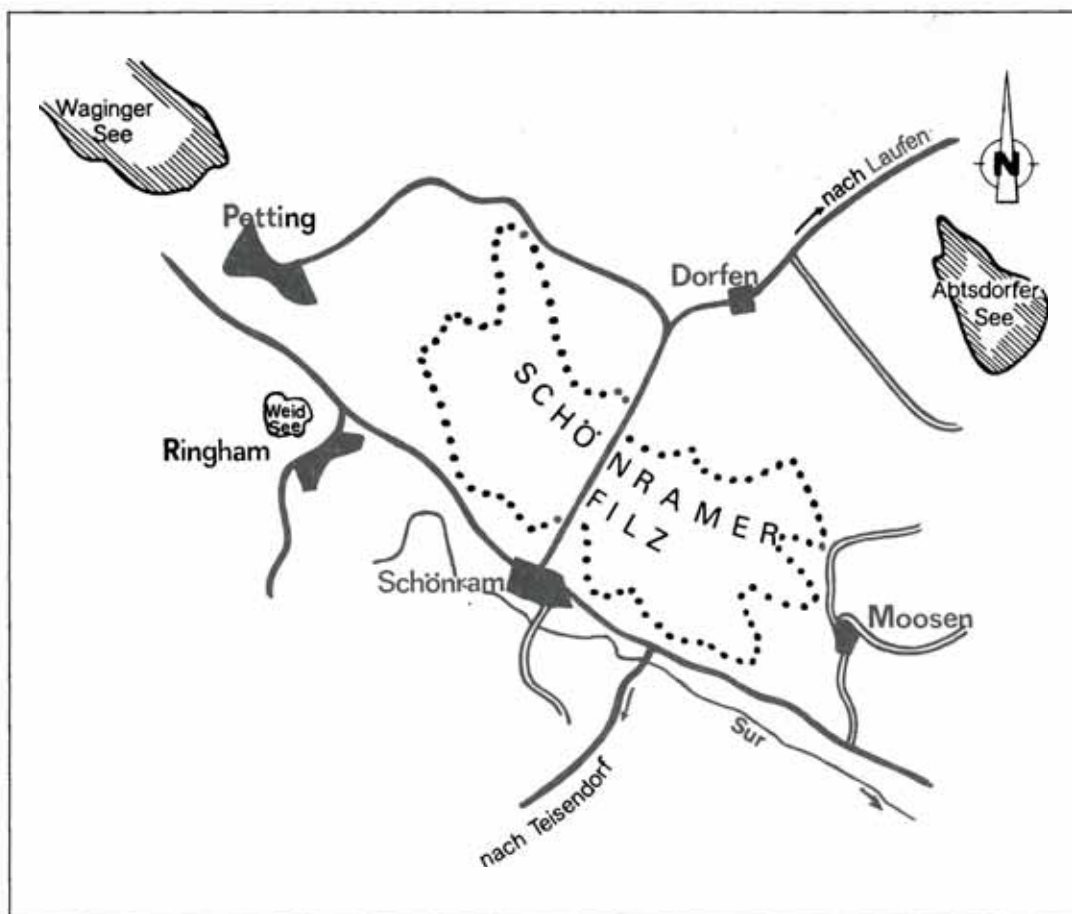 Waginger
See
Petting
nach Laufen
N
Dorfen
Abtsdorfer
See
Weid
See
Ringham
SCHÖNRAMER
FILZ
Schönram
Moosen
Sur
nach Teisendorf